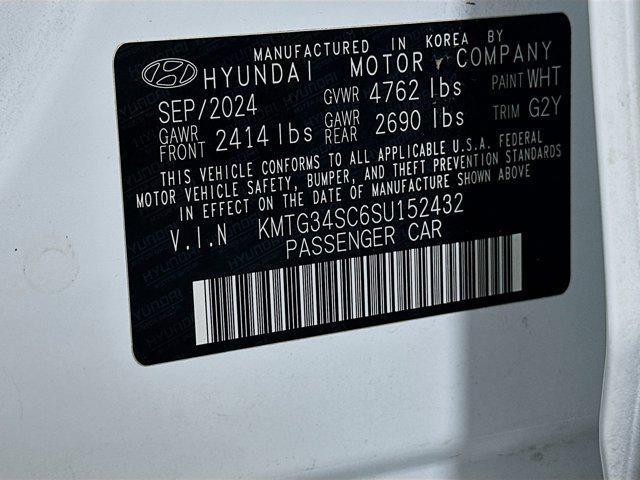 MANUFACTURED IN KOREA BY
HYUNDAI MOTOR COMPANY
SEP/2024 GVWR 4762 lbs PAINT WHT
GAWR FRONT 2414 lbs GAWR REAR 2690 lbs TRIM G2Y
THIS VEHICLE CONFORMS TO ALL APPLICABLE U.S.A. FEDERAL
MOTOR VEHICLE SAFETY, BUMPER, AND THEFT PREVENTION STANDARDS
IN EFFECT ON THE DATE OF MANUFACTURE SHOWN ABOVE
V.I.N KMTG34SC6SU152432
PASSENGER CAR